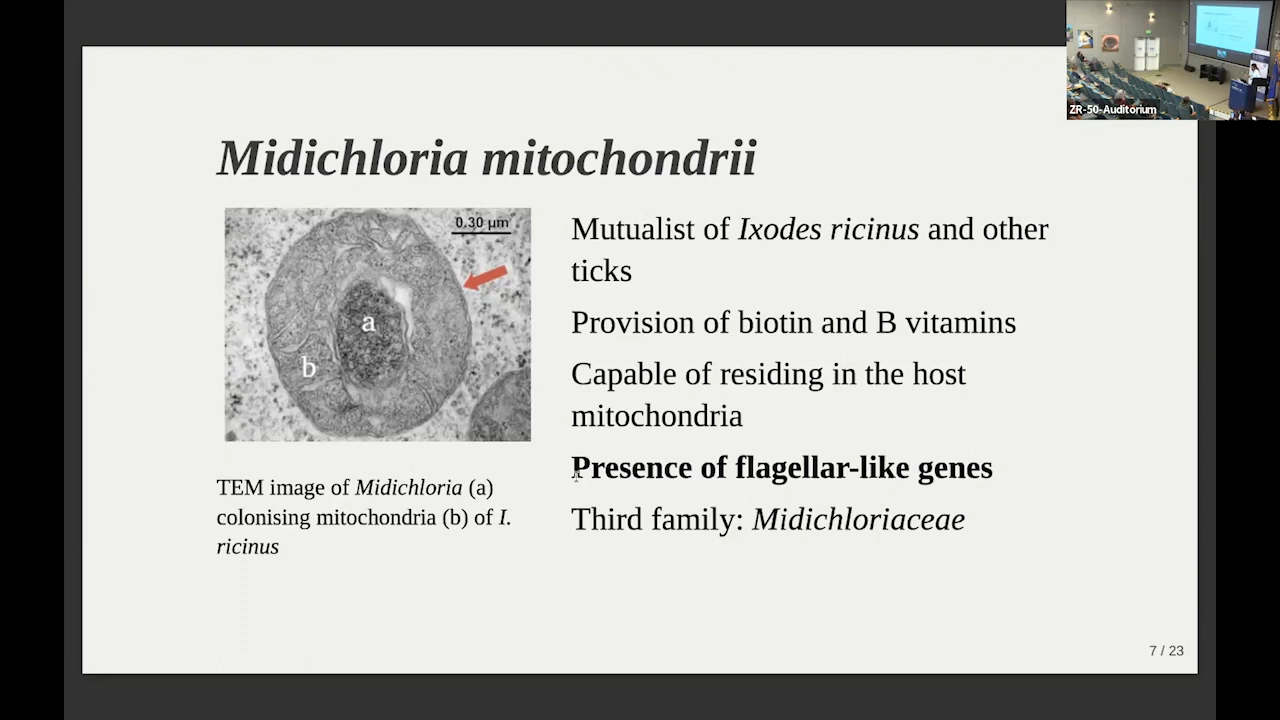 ZR-50-Auditorium
Midichloria mitochondrii
0.30 µm
a
b
TEM image of Midichloria (a)
colonising mitochondria (b) of I.
ricinus
Mutualist of Ixodes ricinus and other
ticks
Provision of biotin and B vitamins
Capable of residing in the host
mitochondria
Presence of flagellar-like genes
Third family: Midichloriaceae
7 / 23